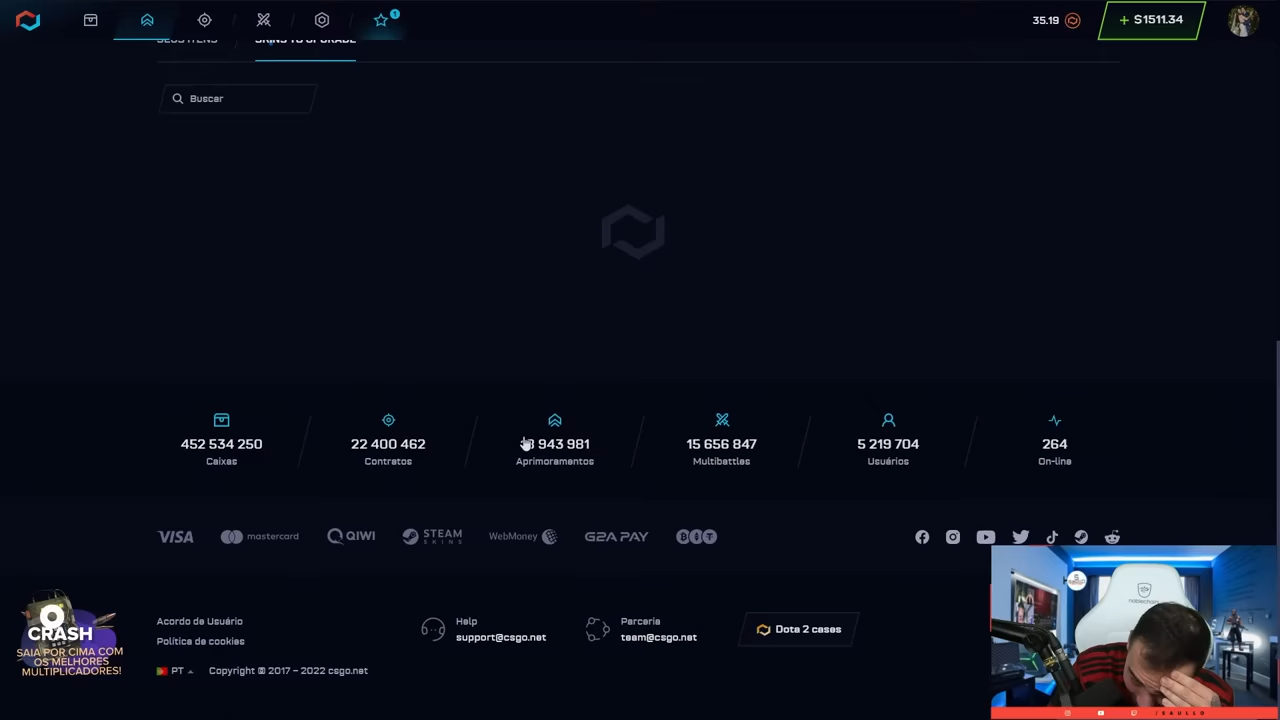 1
35.19
+ $1511.34
SKINS TO UPGRADE
Buscar
452 534 250
Caixas
22 400 462
Contratos
943 981
Aprimoramentos
15 656 847
Multibattles
5 219 704
Usuários
264
On-line
VISA
mastercard
QIWI
STEAM
SKINS
WebMoney
G2A PAY
CRASH
SAIA POR CIMA COM
OS MELHORES
MULTIPLICADORES!
Acordo de Usuário
Política de cookies
PT
Copyright © 2017 – 2022 csgo.net
Help
support@csgo.net
Parceria
team@csgo.net
Dota 2 cases
noblechairs